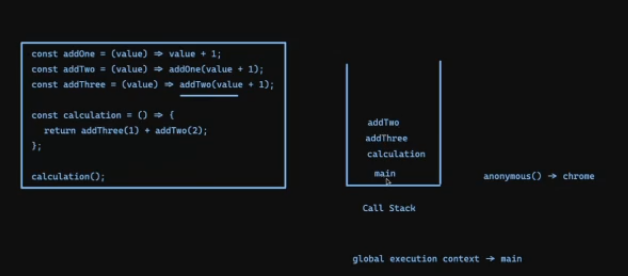 const addOne = (value) => value + 1;
const addTwo = (value) => addOne(value + 1);
const addThree = (value) => addTwo(value + 1);
const calculation = () => {
return addThree(1) + addTwo(2);
};
calculation();
addTwo
addThree
calculation
main
Call Stack
anonymous() → chrome
global execution context → main